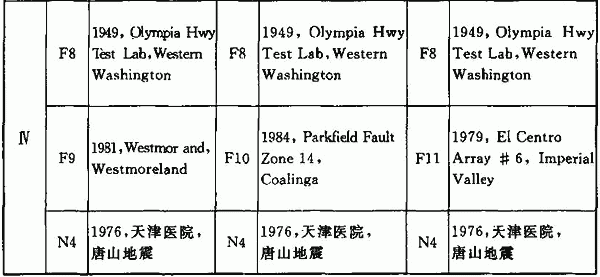 Ⅳ
F8
1949, Olympia Hwy
Test Lab, Western
Washington
F8
1949, Olympia Hwy
Test Lab, Western
Washington
F8
1949, Olympia Hwy
Test Lab, Western
Washington
F9
1981, Westmor and,
Westmoreland
F10
1984, Parkfield Fault
Zone 14,
Coalinga
F11
1979, El Centro
Array # 6, Imperial
Valley
N4
1976,天津医院,
唐山地震
N4
1976,天津医院,
唐山地震
N4
1976,天津医院,
唐山地震